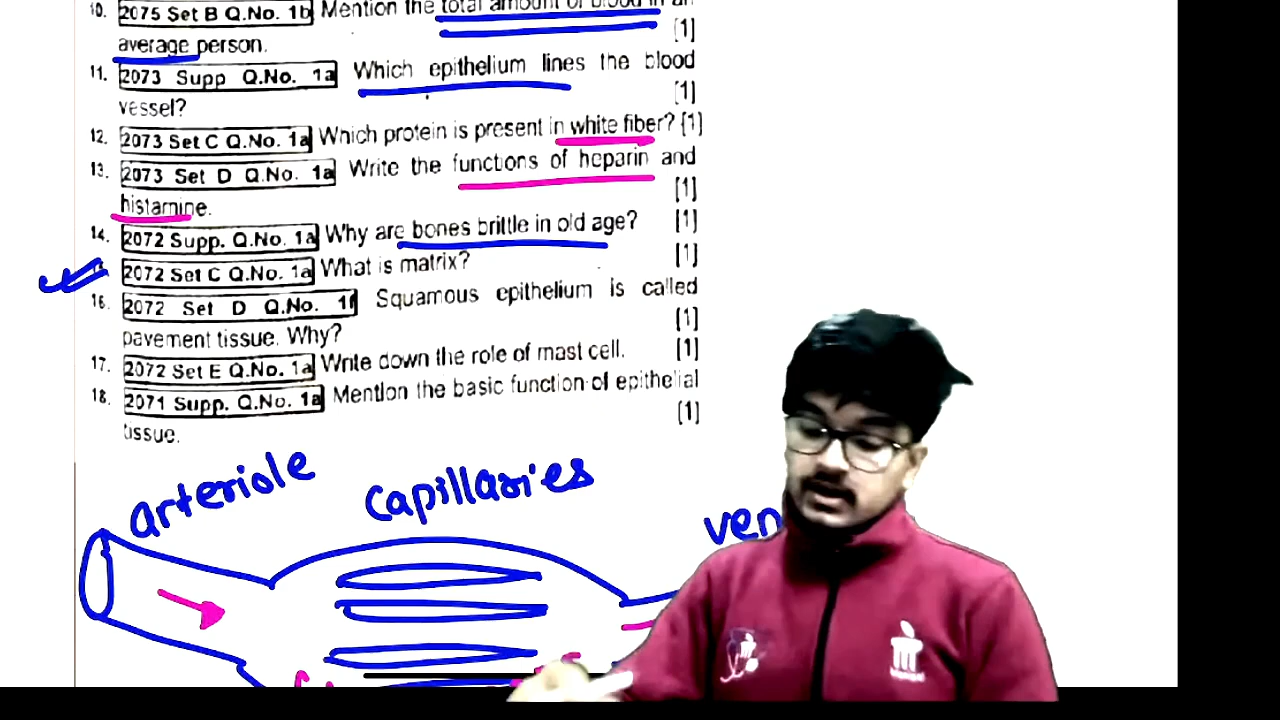 10. 2075 Set B Q.No. 1b Mention the total amount of blood in an
[1]
average person.
11. 2073 Supp Q.No. 1a Which epithelium lines the blood
vessel? [1]
12. 2073 Set C Q.No. 1a Which protein is present in white fiber? [1]
13. 2073 Set D Q.No. 1a Write the functions of heparin and
histamine. [1]
14. 2072 Supp. Q.No. 1a Why are bones brittle in old age? [1]
2072 Set C Q.No. 1a What is matrix? [1]
16. 2072 Set D Q.No. 1f Squamous epithelium is called
pavement tissue. Why? [1]
17. 2072 Set E Q.No. 1a Write down the role of mast cell. [1]
18. 2071 Supp. Q.No. 1a Mention the basic function of epithelial
tissue. [1]
arteriole capillaries ven